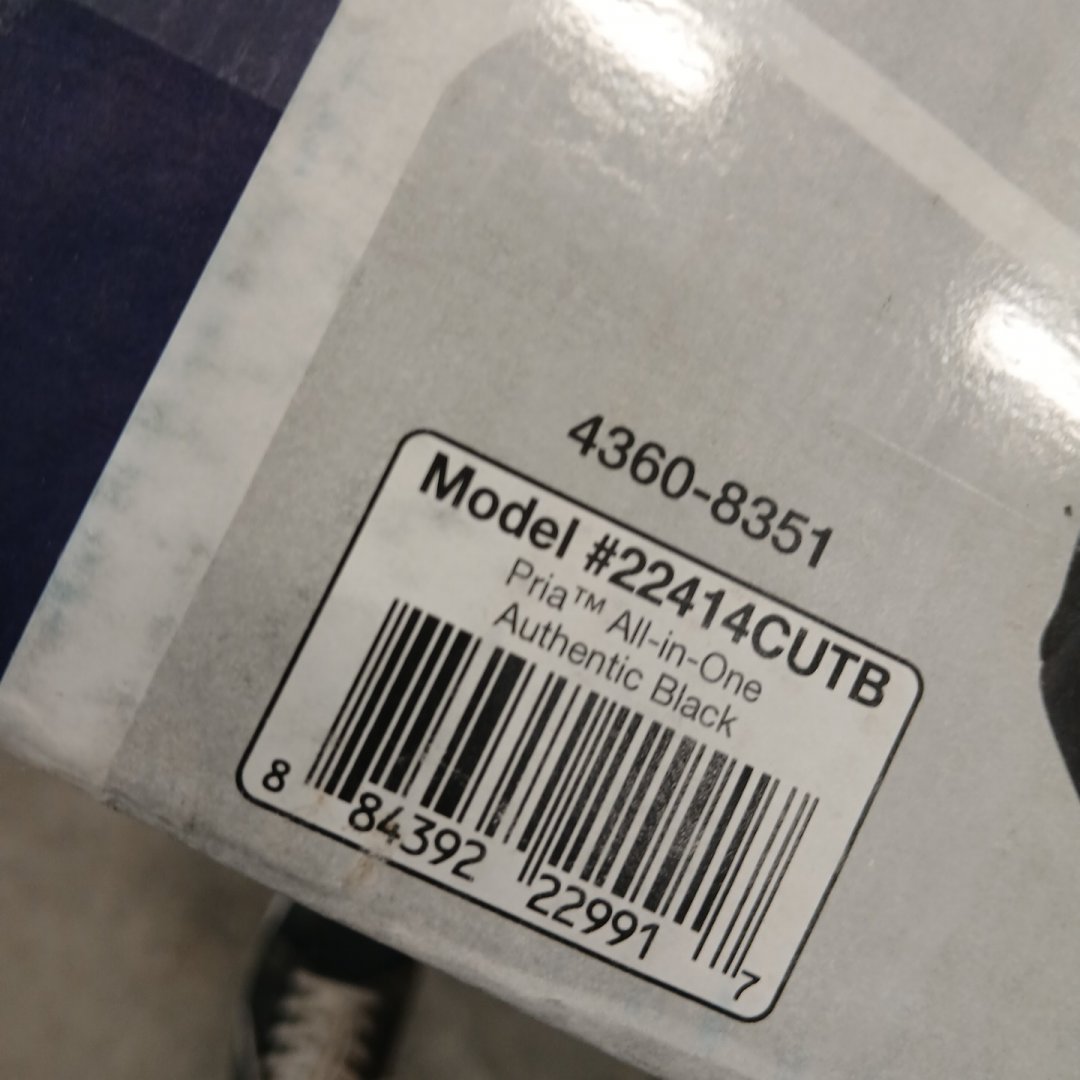 4360-8351
Model #22414CUTB
Pria™ All-in-One
Authentic Black
8 84392 22991 7